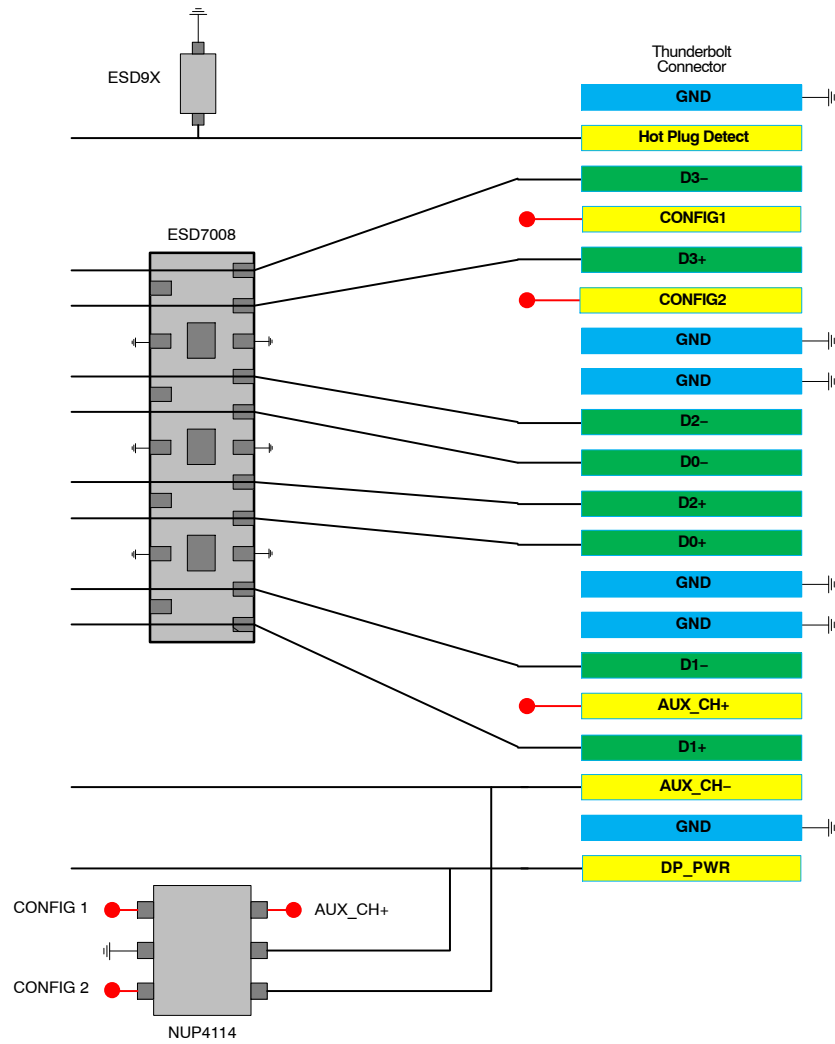 Thunderbolt
Connector
ESD9X
GND
Hot Plug Detect
D3−
CONFIG1
ESD7008
D3+
CONFIG2
GND
GND
D2−
D0−
D2+
D0+
GND
GND
D1−
AUX_CH+
D1+
AUX_CH−
GND
DP_PWR
CONFIG 1
AUX_CH+
CONFIG 2
NUP4114